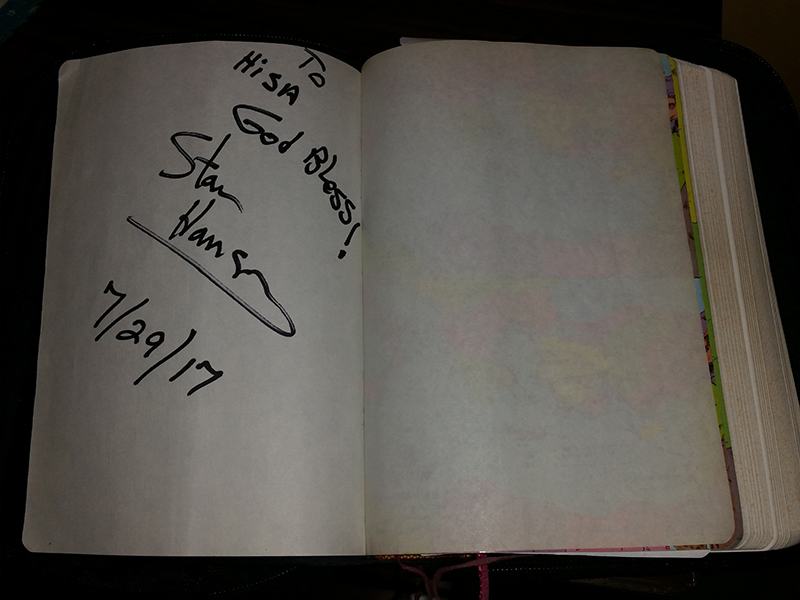 To
HisA
God Bless!
Stan
Hansen
7/29/17